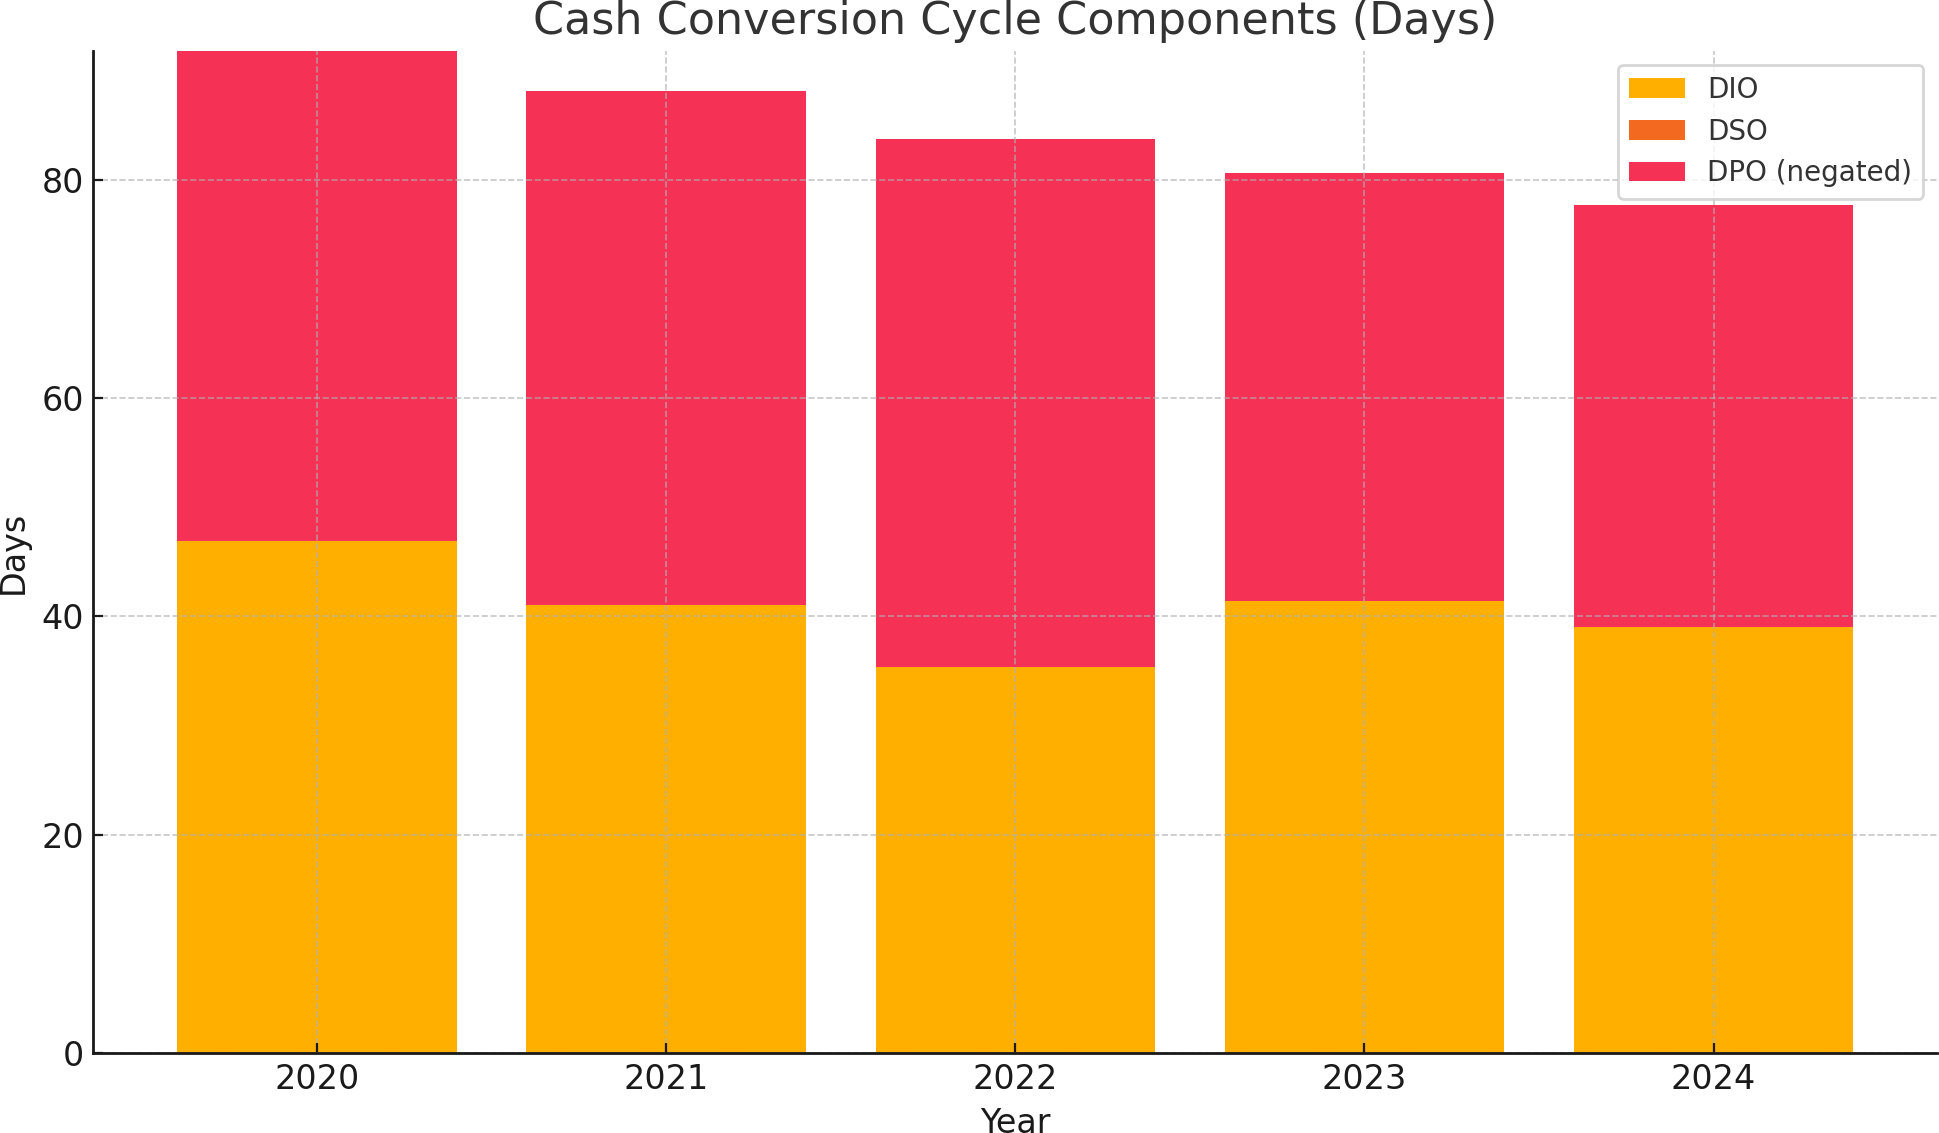 Cash Conversion Cycle Components (Days)
DIO
DSO
DPO (negated)
80
60
40
20
0
Days
2020 2021 2022 2023 2024
Year